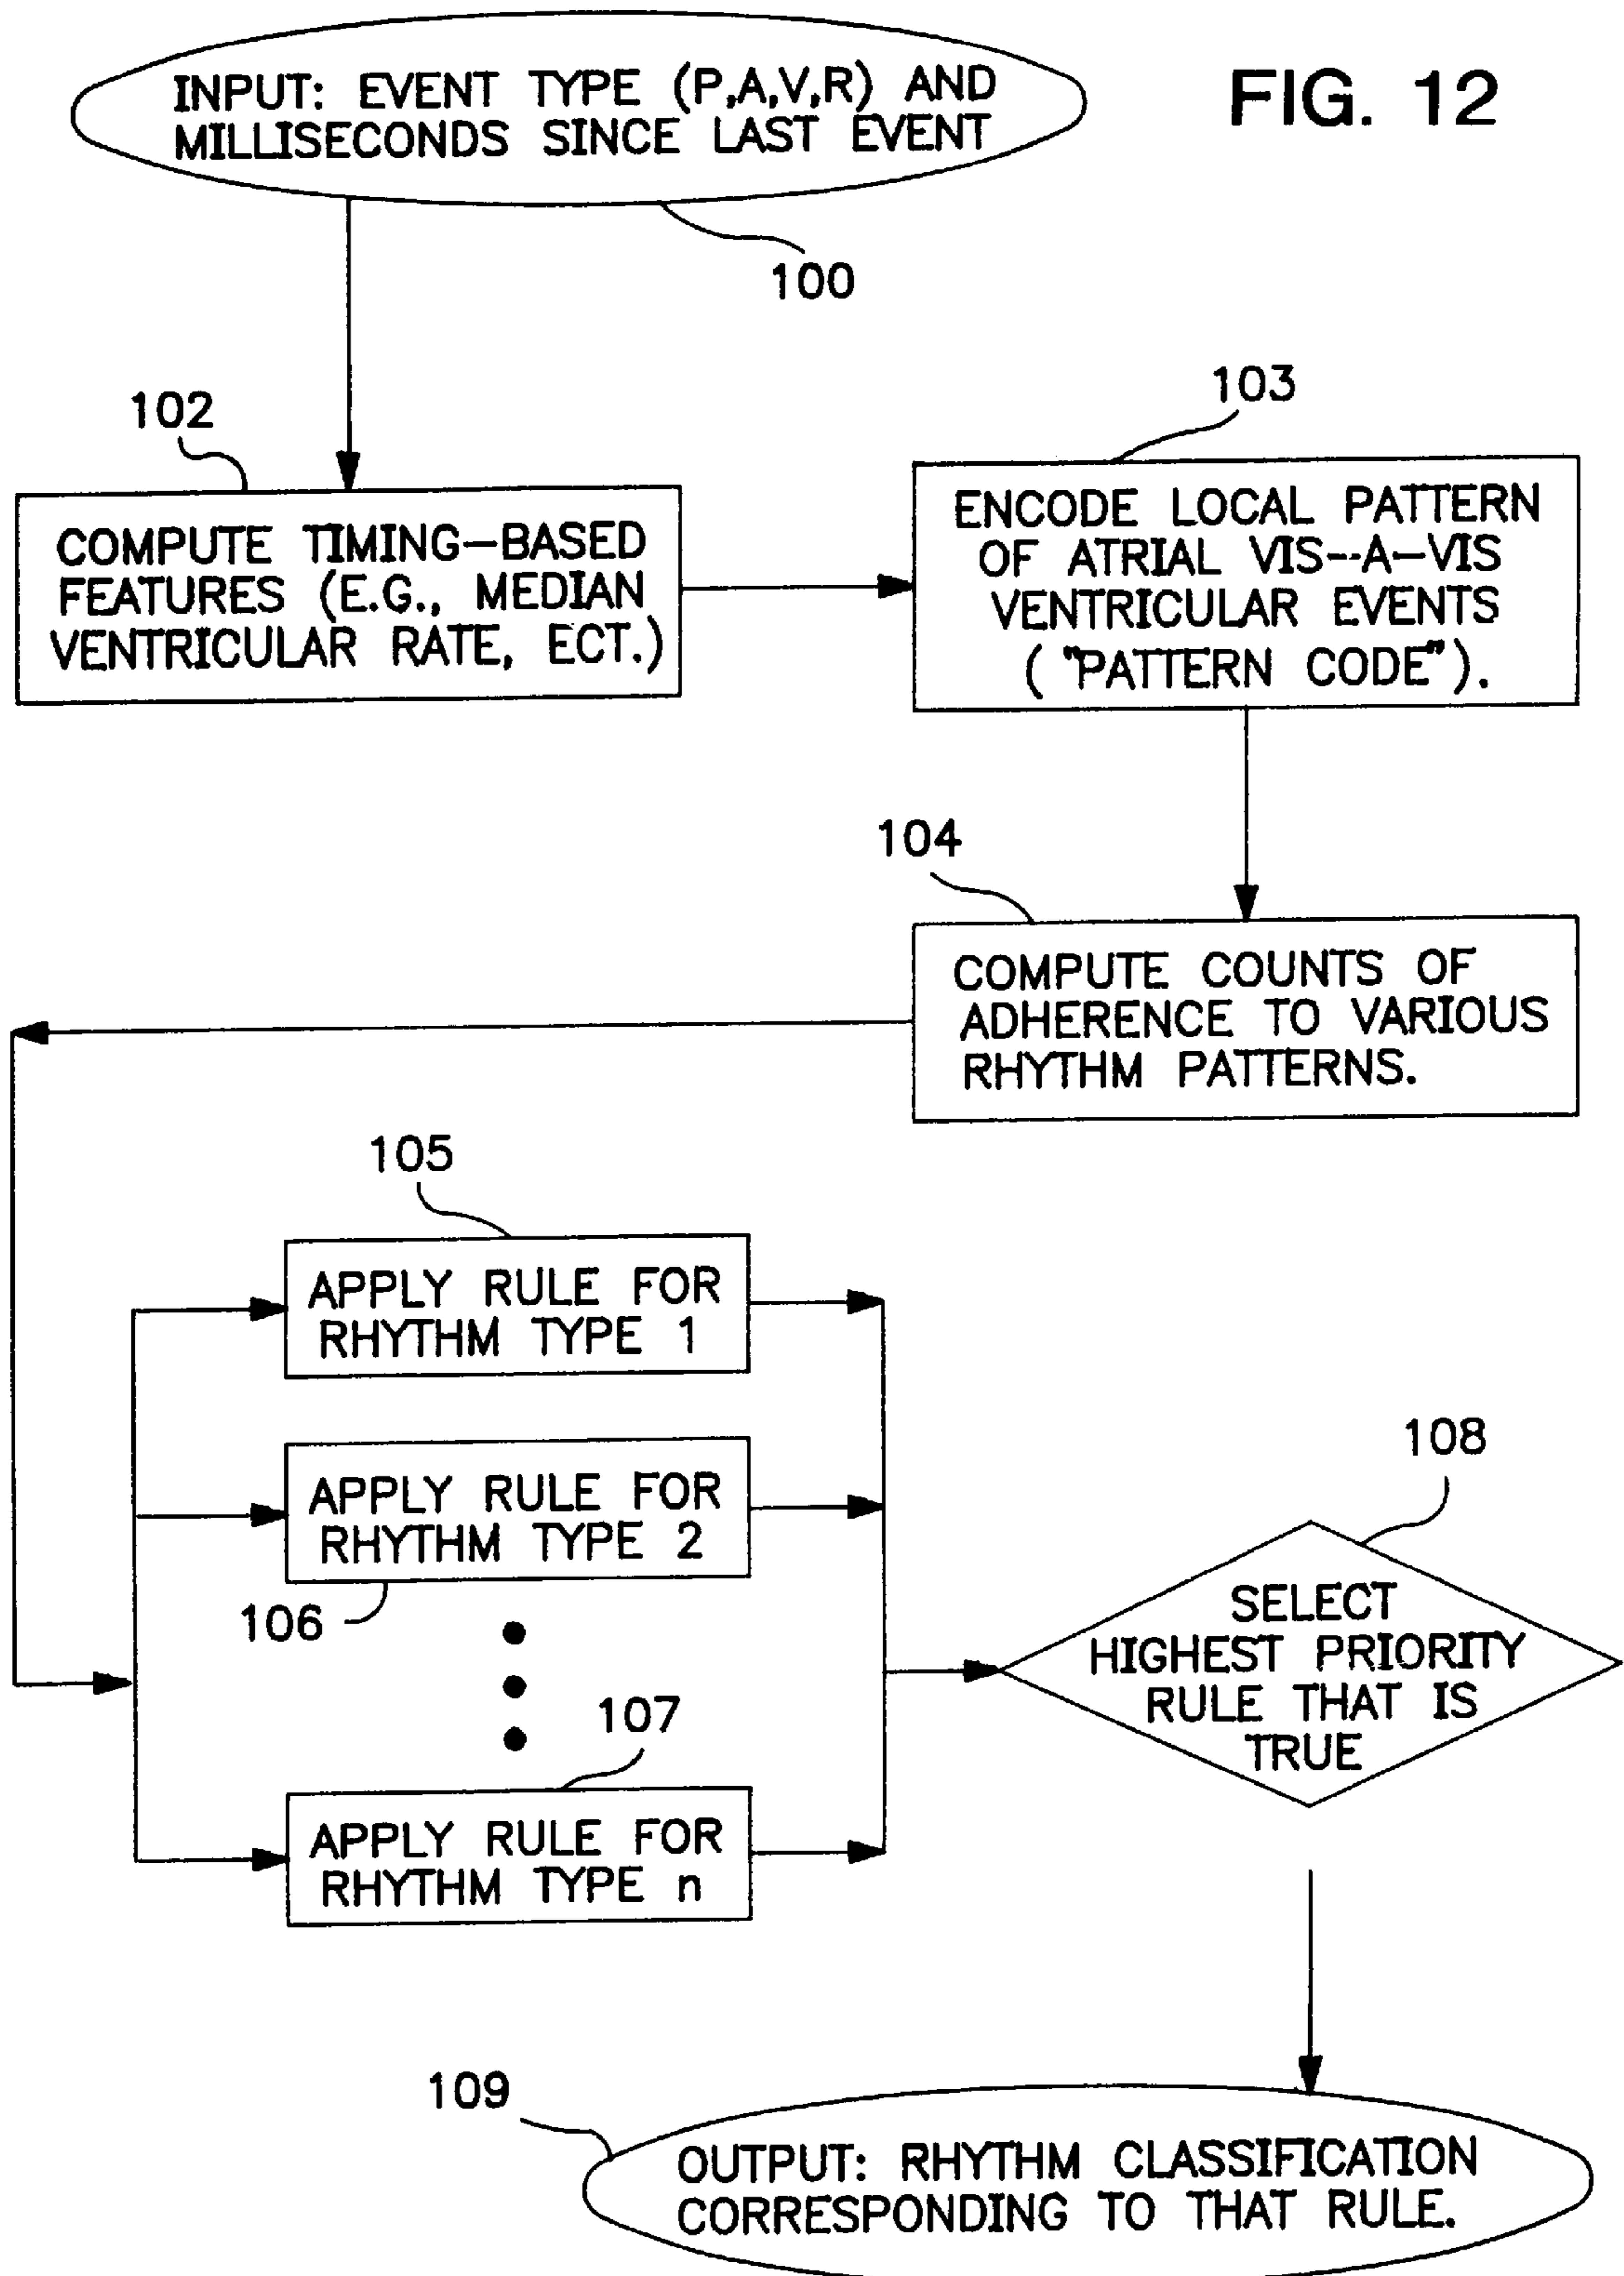 INPUT: EVENT TYPE (P,A,V,R) AND
MILLISECONDS SINCE LAST EVENT
FIG. 12
100
102
COMPUTE TIMING-BASED
FEATURES (E.G., MEDIAN
VENTRICULAR RATE, ECT.)
103
ENCODE LOCAL PATTERN
OF ATRIAL VIS--A-VIS
VENTRICULAR EVENTS
( "PATTERN CODE").
104
COMPUTE COUNTS OF
ADHERENCE TO VARIOUS
RHYTHM PATTERNS.
105
APPLY RULE FOR
RHYTHM TYPE 1
APPLY RULE FOR
RHYTHM TYPE 2
106
107
APPLY RULE FOR
RHYTHM TYPE n
108
SELECT
HIGHEST PRIORITY
RULE THAT IS
TRUE
109
OUTPUT: RHYTHM CLASSIFICATION
CORRESPONDING TO THAT RULE.